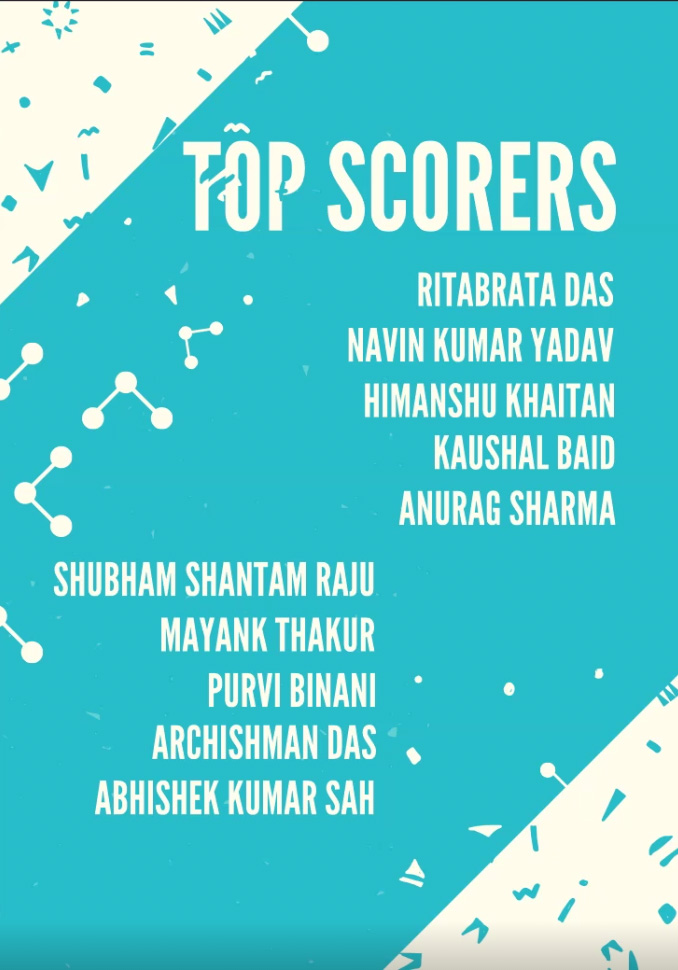 TOP SCORERS
RITABRATA DAS
NAVIN KUMAR YADAV
HIMANSHU KHAITAN
KAUSHAL BAID
ANURAG SHARMA
SHUBHAM SHANTAM RAJU
MAYANK THAKUR
PURVI BINANI
ARCHISHMAN DAS
ABHISHEK KUMAR SAH